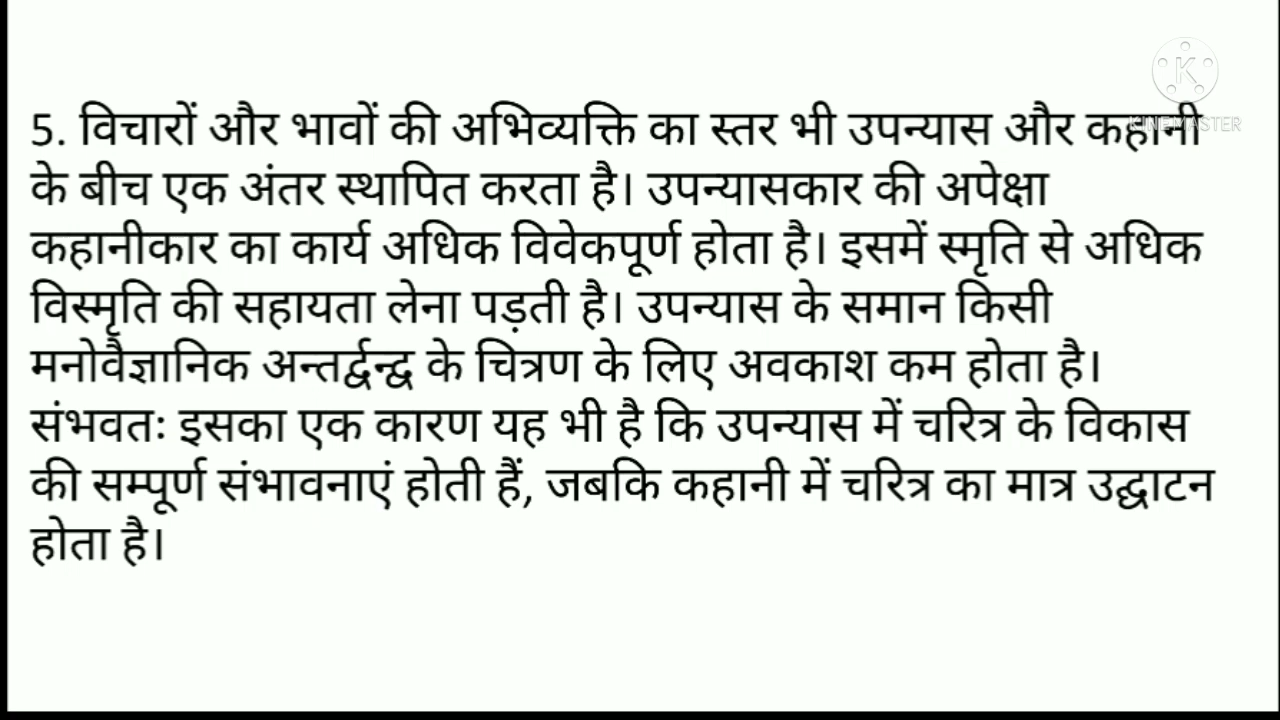 5. विचारों और भावों की अभिव्यक्ति का स्तर भी उपन्यास और कहानी
के बीच एक अंतर स्थापित करता है। उपन्यासकार की अपेक्षा
कहानीकार का कार्य अधिक विवेकपूर्ण होता है। इसमें स्मृति से अधिक
विस्मृति की सहायता लेना पड़ती है। उपन्यास के समान किसी
मनोवैज्ञानिक अन्तर्द्वन्द्व के चित्रण के लिए अवकाश कम होता है।
संभवतः इसका एक कारण यह भी है कि उपन्यास में चरित्र के विकास
की सम्पूर्ण संभावनाएं होती हैं, जबकि कहानी में चरित्र का मात्र उद्घाटन
होता है।
K
KINEMASTER